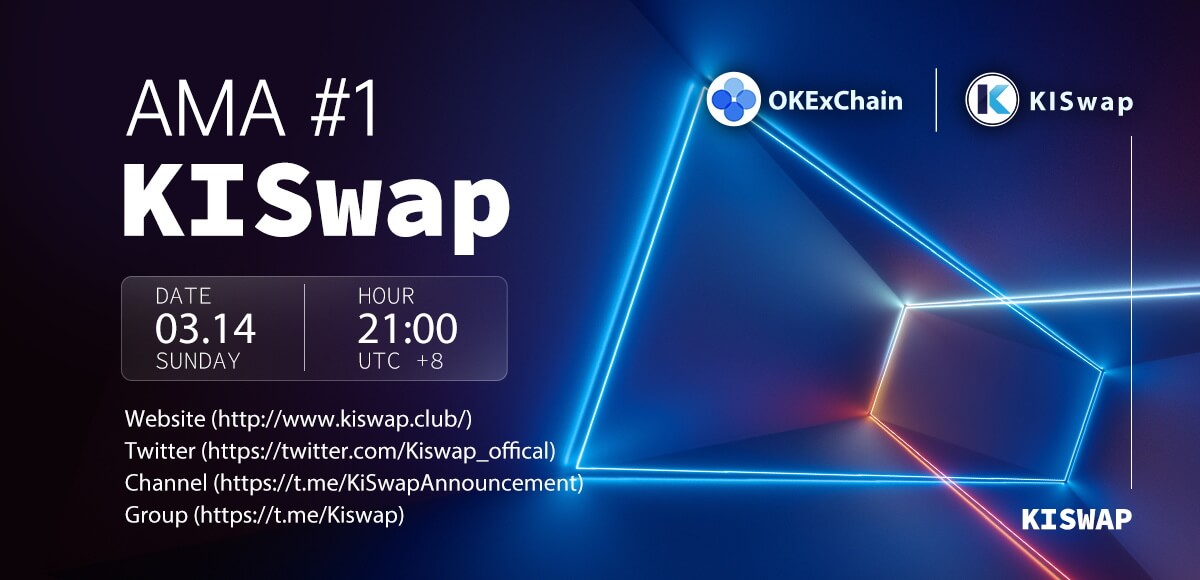 AMA #1
KISwap
DATE
03.14
SUNDAY
HOUR
21:00
UTC +8
Website (http://www.kiswap.club/)
Twitter (https://twitter.com/Kiswap_offical)
Channel (https://t.me/KiSwapAnnouncement)
Group (https://t.me/Kiswap)
OKExChain
KISwap
KISWAP